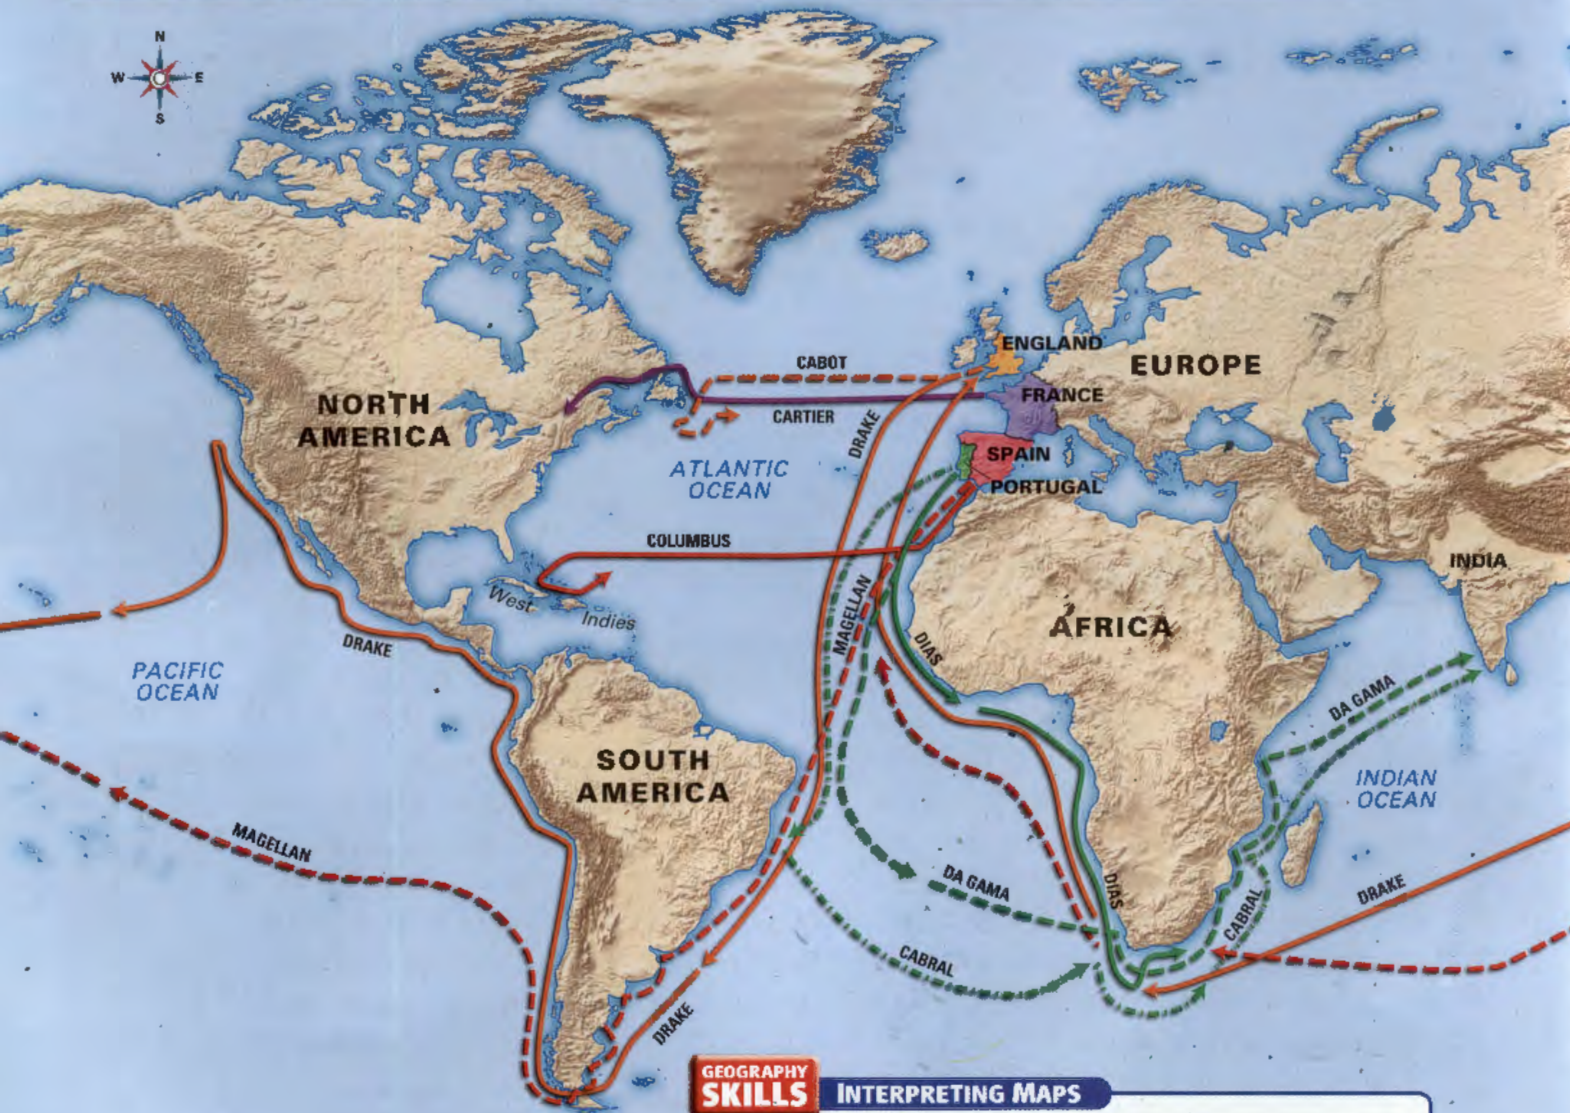 N
W
E
S
NORTH
AMERICA
CABOT
CARTIER
DRAKE
ENGLAND
EUROPE
FRANCE
SPAIN
PORTUGAL
ATLANTIC
OCEAN
COLUMBUS
West
Indies
MAGELLAN
DIAS
AFRICA
INDIA
DRAKE
PACIFIC
OCEAN
DA GAMA
SOUTH
AMERICA
INDIAN
OCEAN
MAGELLAN
DA GAMA
DIAS
CABRAL
DRAKE
CABRAL
DRAKE
GEOGRAPHY
SKILLS
INTERPRETING MAPS